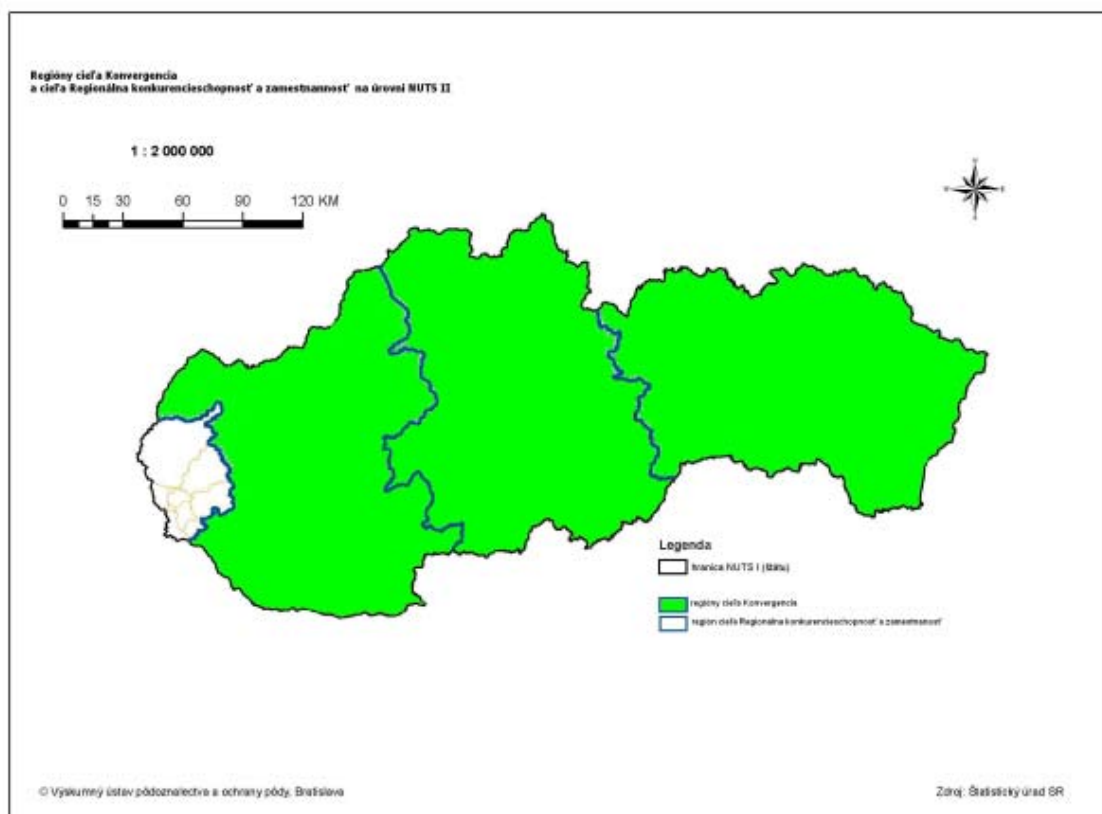 Regióny cieľa Konvergencia
a cieľa Regionálna konkurencieschopnosť a zamestnannosť na úrovni NUTS II
1 : 2 000 000
0 15 30 60 90 120 KM
Legenda
hranica NUTS I (štátu)
regióny cieľa Konvergencia
región cieľa Regionálna konkurencieschopnosť a zamestnanosť
© Výskumný ústav pôdoznalectva a ochrany pôdy, Bratislava
Zdroj: Štatistický úrad SR